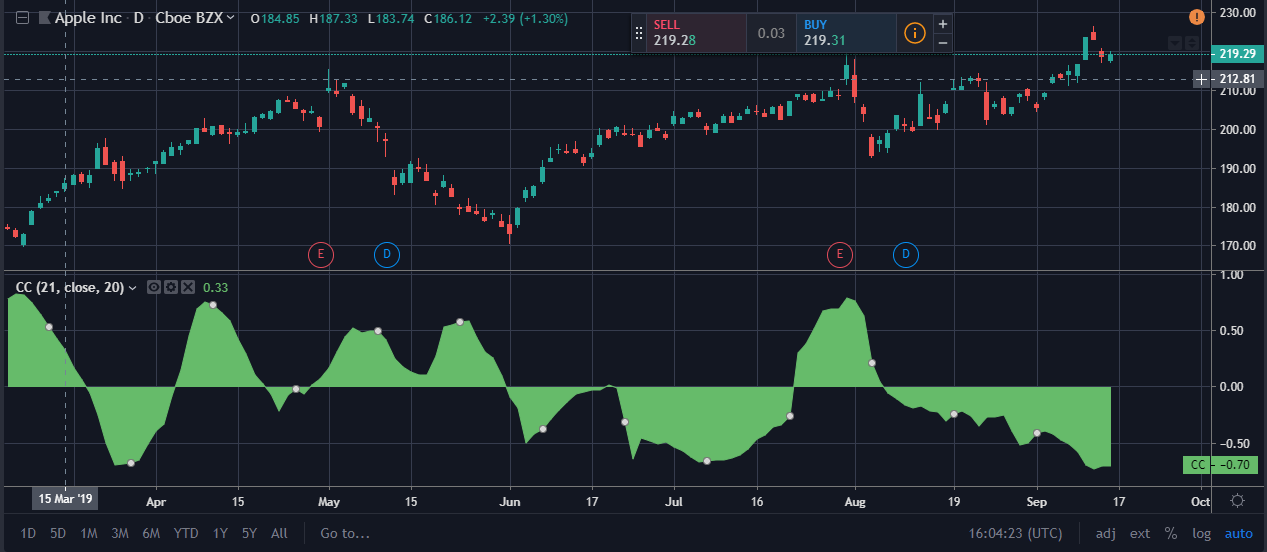 Apple Inc · D · Cboe BZX O184.85 H187.33 L183.74 C186.12 +2.39 (+1.30%)
SELL
219.28
0.03
BUY
219.31
230.00
219.29
212.81
210.00
200.00
190.00
180.00
170.00
E D E D
CC (21, close, 20) 0.33
1.00
0.50
0.00
−0.50
CC −0.70
15 Mar '19 Apr 15 May 15 Jun 17 Jul 16 Aug 19 Sep 17 Oct
1D 5D 1M 3M 6M YTD 1Y 5Y All Go to... 16:04:23 (UTC) adj ext % log auto